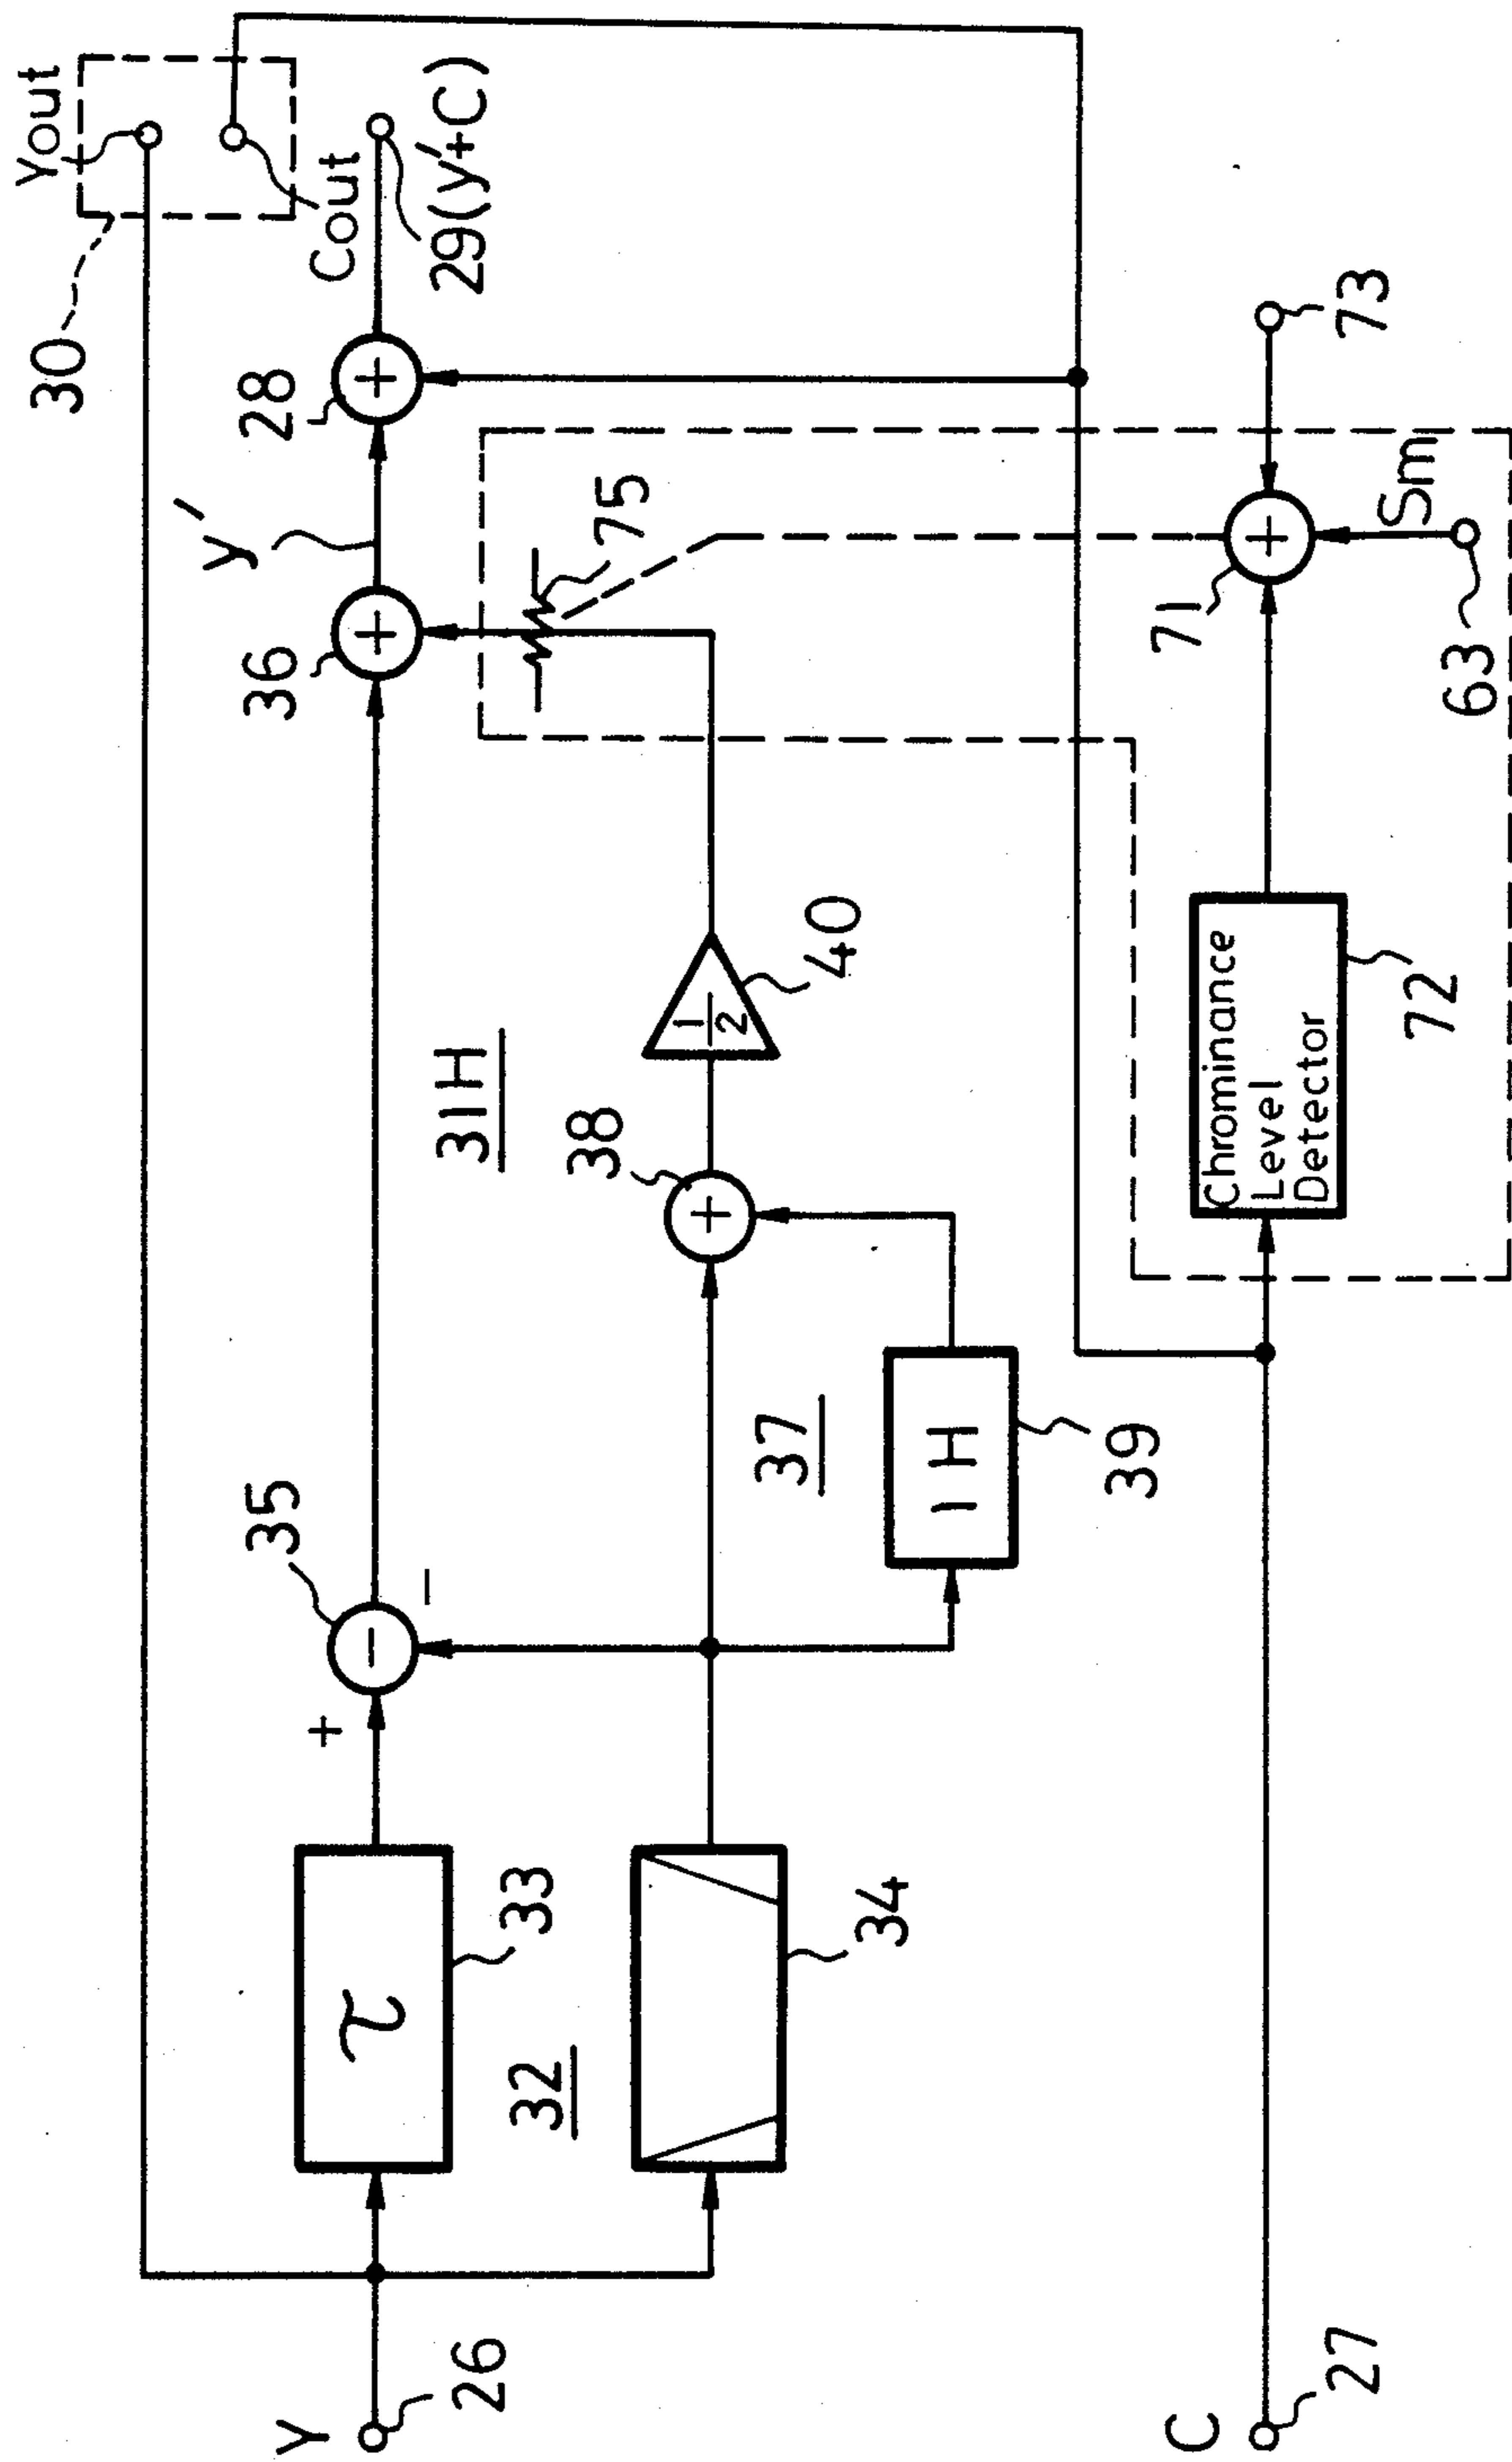 Yout
30
Cout
29(y'+C)
28
y'
36
75
73
Sm
71
63
31H
40
38
1/2
Chrominance
Level
Detector
72
35
+
−
−
+
+
+
+
37
1H
39
τ
33
32
34
Y
26
C
27